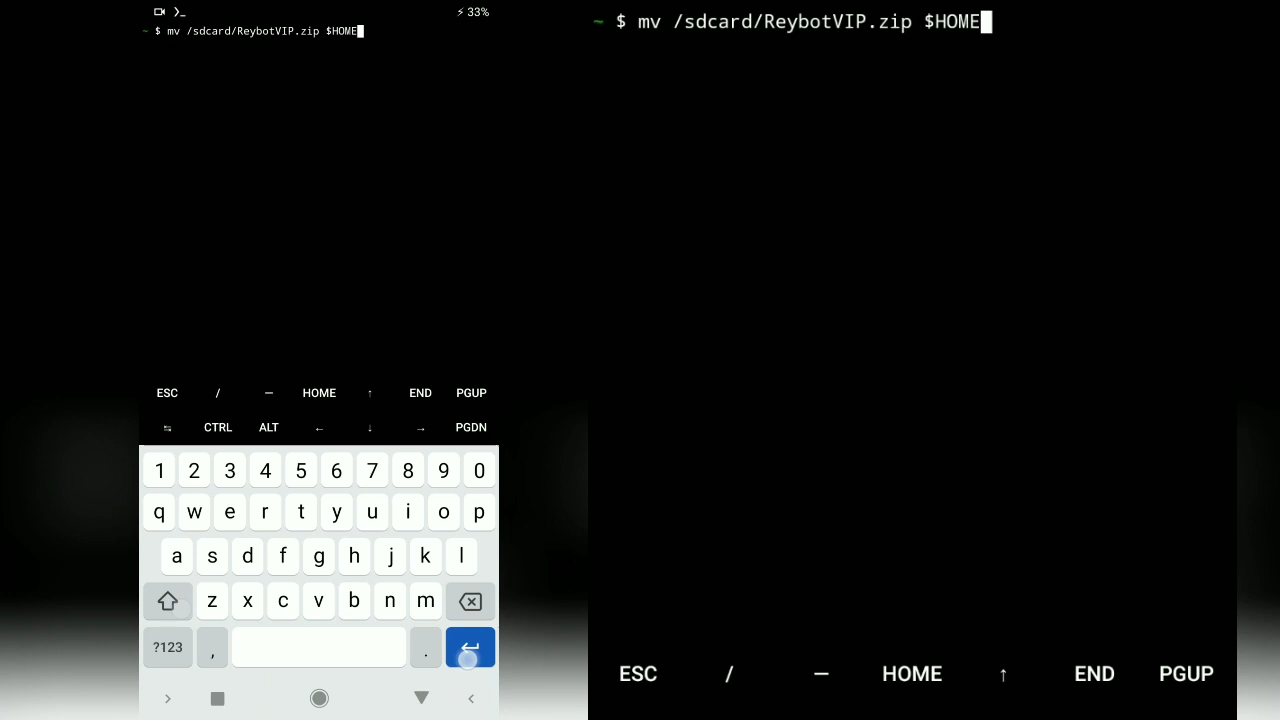 33%
~ $ mv /sdcard/ReybotVIP.zip $HOME
ESC / — HOME ↑ END PGUP
↹ CTRL ALT ← ↓ → PGDN
1 2 3 4 5 6 7 8 9 0
q w e r t y u i o p
a s d f g h j k l
z x c v b n m
?123 , .
~ $ mv /sdcard/ReybotVIP.zip $HOME
ESC / — HOME ↑ END PGUP